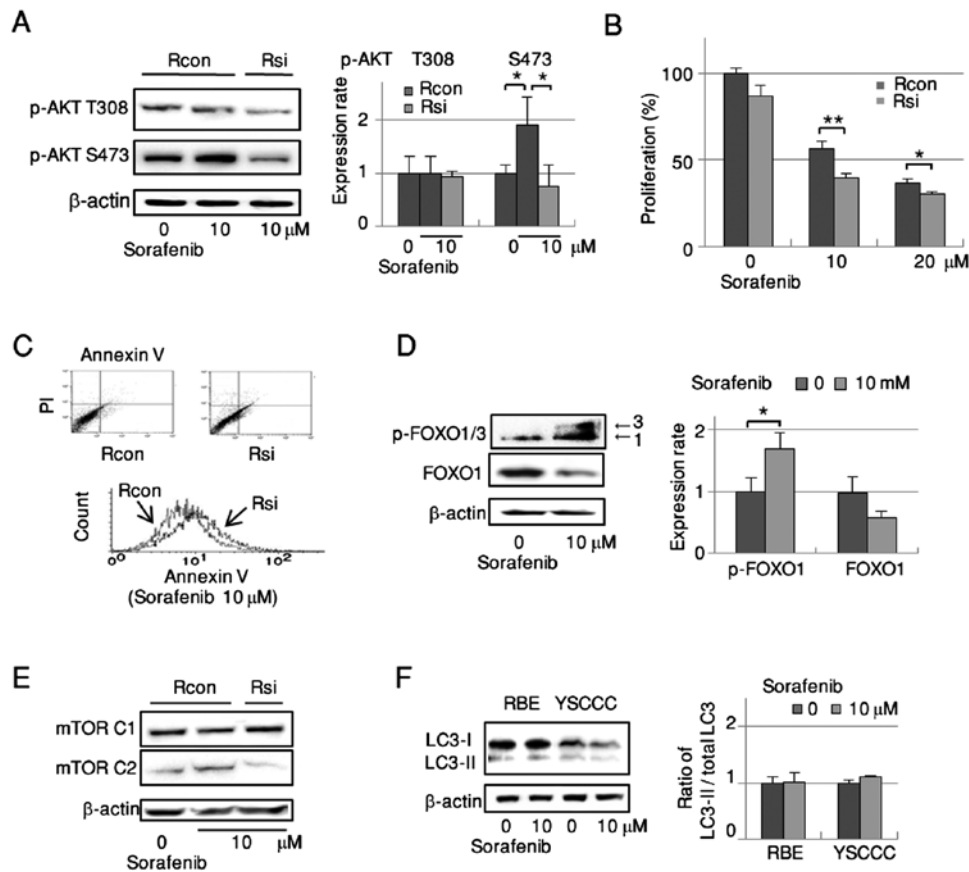 A
Rcon Rsi
p-AKT T308
p-AKT S473
β-actin
0 10 10 μM
Sorafenib
p-AKT T308 S473
* *
Rcon
Rsi
Expression rate
2
1
0
0 10 0 10 μM
Sorafenib
B
Rcon
Rsi
Proliferation (%)
100
50
0
**
*
0 10 20 μM
Sorafenib
C
Annexin V
PI
Rcon Rsi
Count
Rcon Rsi
10⁰ 10¹ 10²
Annexin V
(Sorafenib 10 μM)
D
p-FOXO1/3
←3
←1
FOXO1
β-actin
0 10 μM
Sorafenib
Sorafenib 0 10 mM
*
Expression rate
2
1
0
p-FOXO1 FOXO1
E
Rcon Rsi
mTOR C1
mTOR C2
β-actin
0 10 μM
Sorafenib
F
RBE YSCCC
LC3-I
LC3-II
β-actin
0 10 0 10 μM
Sorafenib
Sorafenib
0 10 μM
Ratio of
LC3-II / total LC3
2
1
0
RBE YSCCC